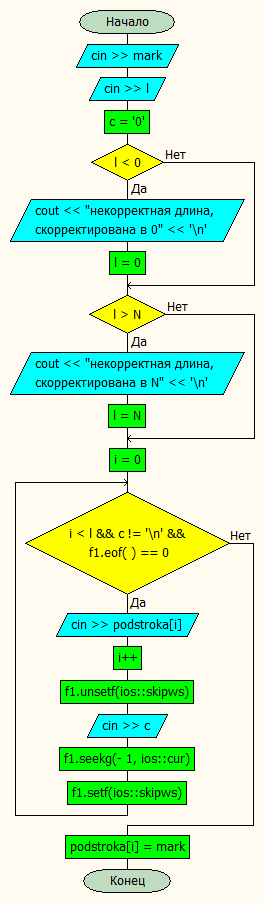 Начало
cin >> mark
cin >> l
c = '0'
l < 0
Нет
Да
cout << "некорректная длина,
скорректирована в 0" << '\n'
l = 0
l > N
Нет
Да
cout << "некорректная длина,
скорректирована в N" << '\n'
l = N
i = 0
i < l && c != '\n' &&
f1.eof( ) == 0
Нет
Да
cin >> podstroka[i]
i++
f1.unsetf(ios::skipws)
cin >> c
f1.seekg(- 1, ios::cur)
f1.setf(ios::skipws)
podstroka[i] = mark
Конец